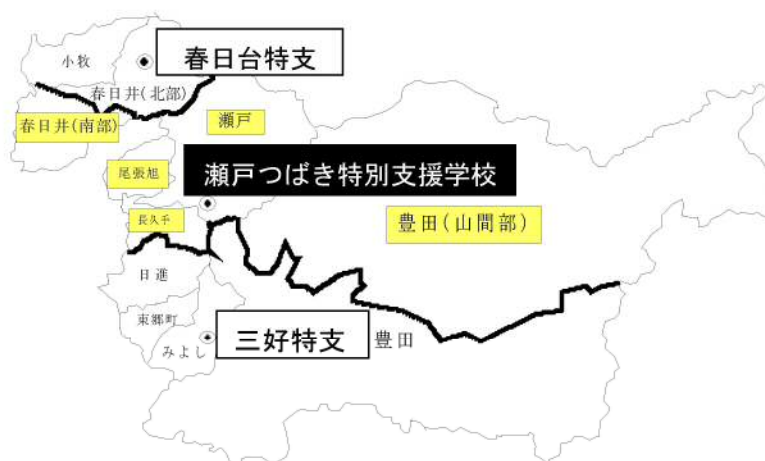 小牧
春日台特支
春日井(北部)
春日井(南部)
瀬戸
尾張旭
瀬戸つばき特別支援学校
長久手
豊田(山間部)
日進
東郷町
三好特支
豊田
みよし